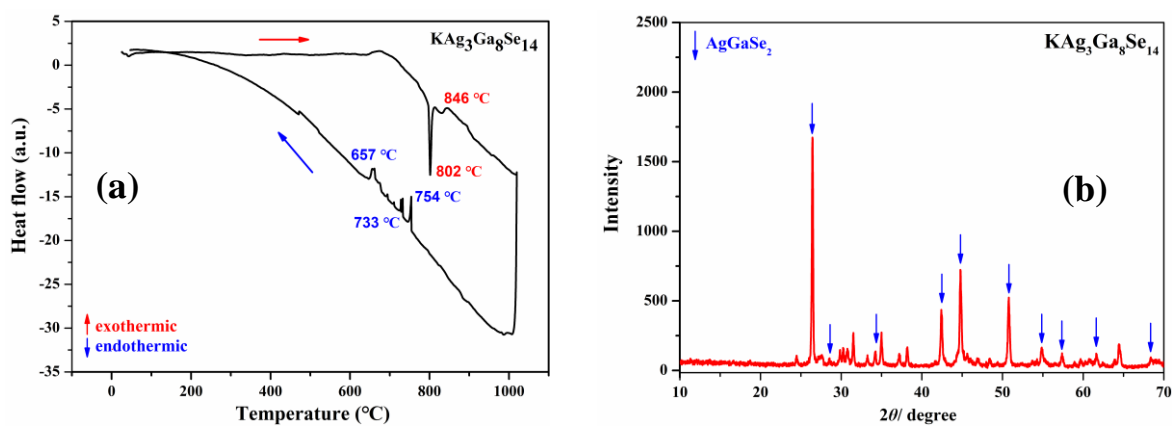 KAg3Ga8Se14
846 °C
802 °C
657 °C
754 °C
733 °C
(a)
exothermic
endothermic
Heat flow (a.u.)
5
0
-5
-10
-15
-20
-25
-30
-35
0 200 400 600 800 1000
Temperature (℃)
AgGaSe2
KAg3Ga8Se14
(b)
Intensity
2500
2000
1500
1000
500
0
10 20 30 40 50 60 70
2θ/ degree